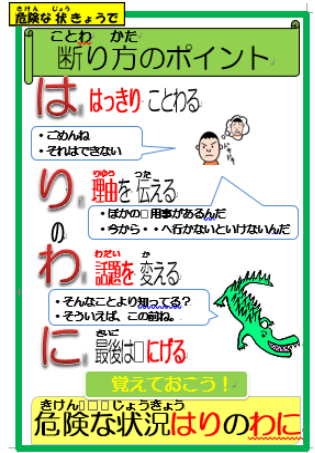 危険な状きょうで
断り方のポイント
は はっきりことわる
・ごめんね
・それはできない
り 理由を伝える
・ほかの□用事があるんだ
・今から・・へ行かないといけないんだ
の
わ 話題を変える
・そんなことより知ってる?
・そういえば、この前ね。
に 最後は□にげる
覚えておこう!
危険な状況はりのわに